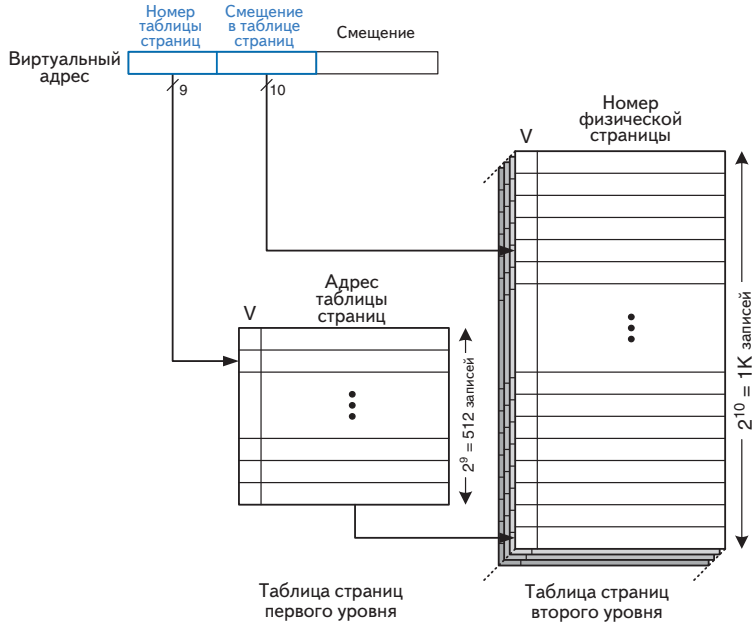 Номер
таблицы
страниц
Смещение
в таблице
страниц
Смещение
Виртуальный
адрес
9
10
Номер
физической
страницы
V
Адрес
таблицы
страниц
V
2⁹ = 512 записей
2¹⁰ = 1K записей
Таблица страниц
первого уровня
Таблица страниц
второго уровня